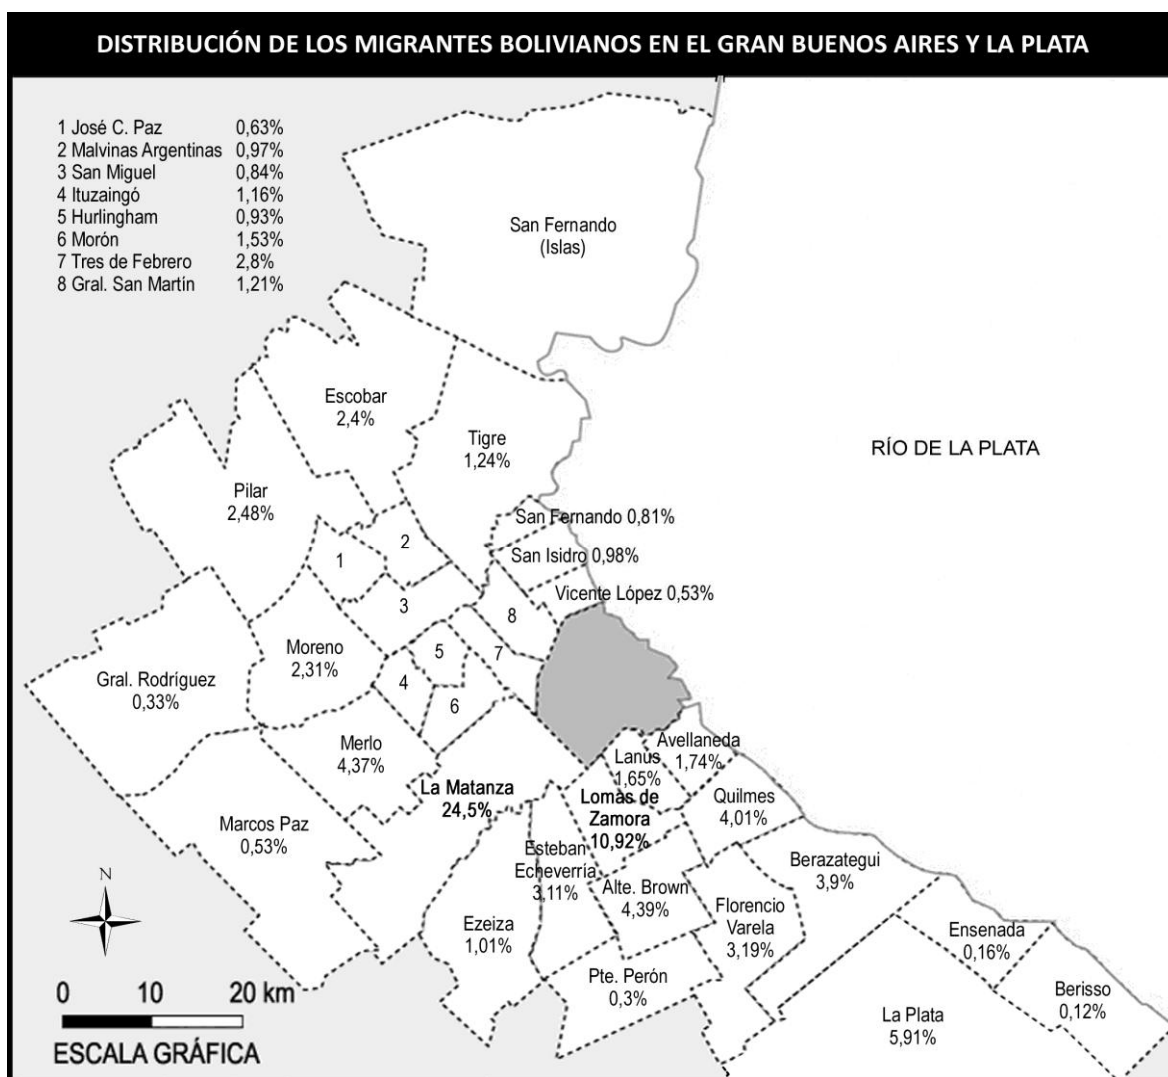 DISTRIBUCIÓN DE LOS MIGRANTES BOLIVIANOS EN EL GRAN BUENOS AIRES Y LA PLATA
1 José C. Paz 0,63%
2 Malvinas Argentinas 0,97%
3 San Miguel 0,84%
4 Ituzaingó 1,16%
5 Hurlingham 0,93%
6 Morón 1,53%
7 Tres de Febrero 2,8%
8 Gral. San Martín 1,21%
San Fernando
(Islas)
Escobar
2,4%
Tigre
1,24%
RÍO DE LA PLATA
Pilar
2,48%
San Fernando 0,81%
1
2
San Isidro 0,98%
Vicente López 0,53%
3
8
Moreno
2,31%
5
7
Gral. Rodríguez
0,33%
4
6
Merlo
4,37%
Avellaneda
1,74%
Lanús
1,65%
La Matanza
24,5%
Lomas de
Zamora
10,92%
Quilmes
4,01%
Marcos Paz
0,53%
Esteban
Echeverría
3,11%
Berazategui
3,9%
Alte. Brown
4,39%
Florencio
Varela
3,19%
Ezeiza
1,01%
Ensenada
0,16%
Pte. Perón
0,3%
Berisso
0,12%
La Plata
5,91%
N
0 10 20 km
ESCALA GRÁFICA